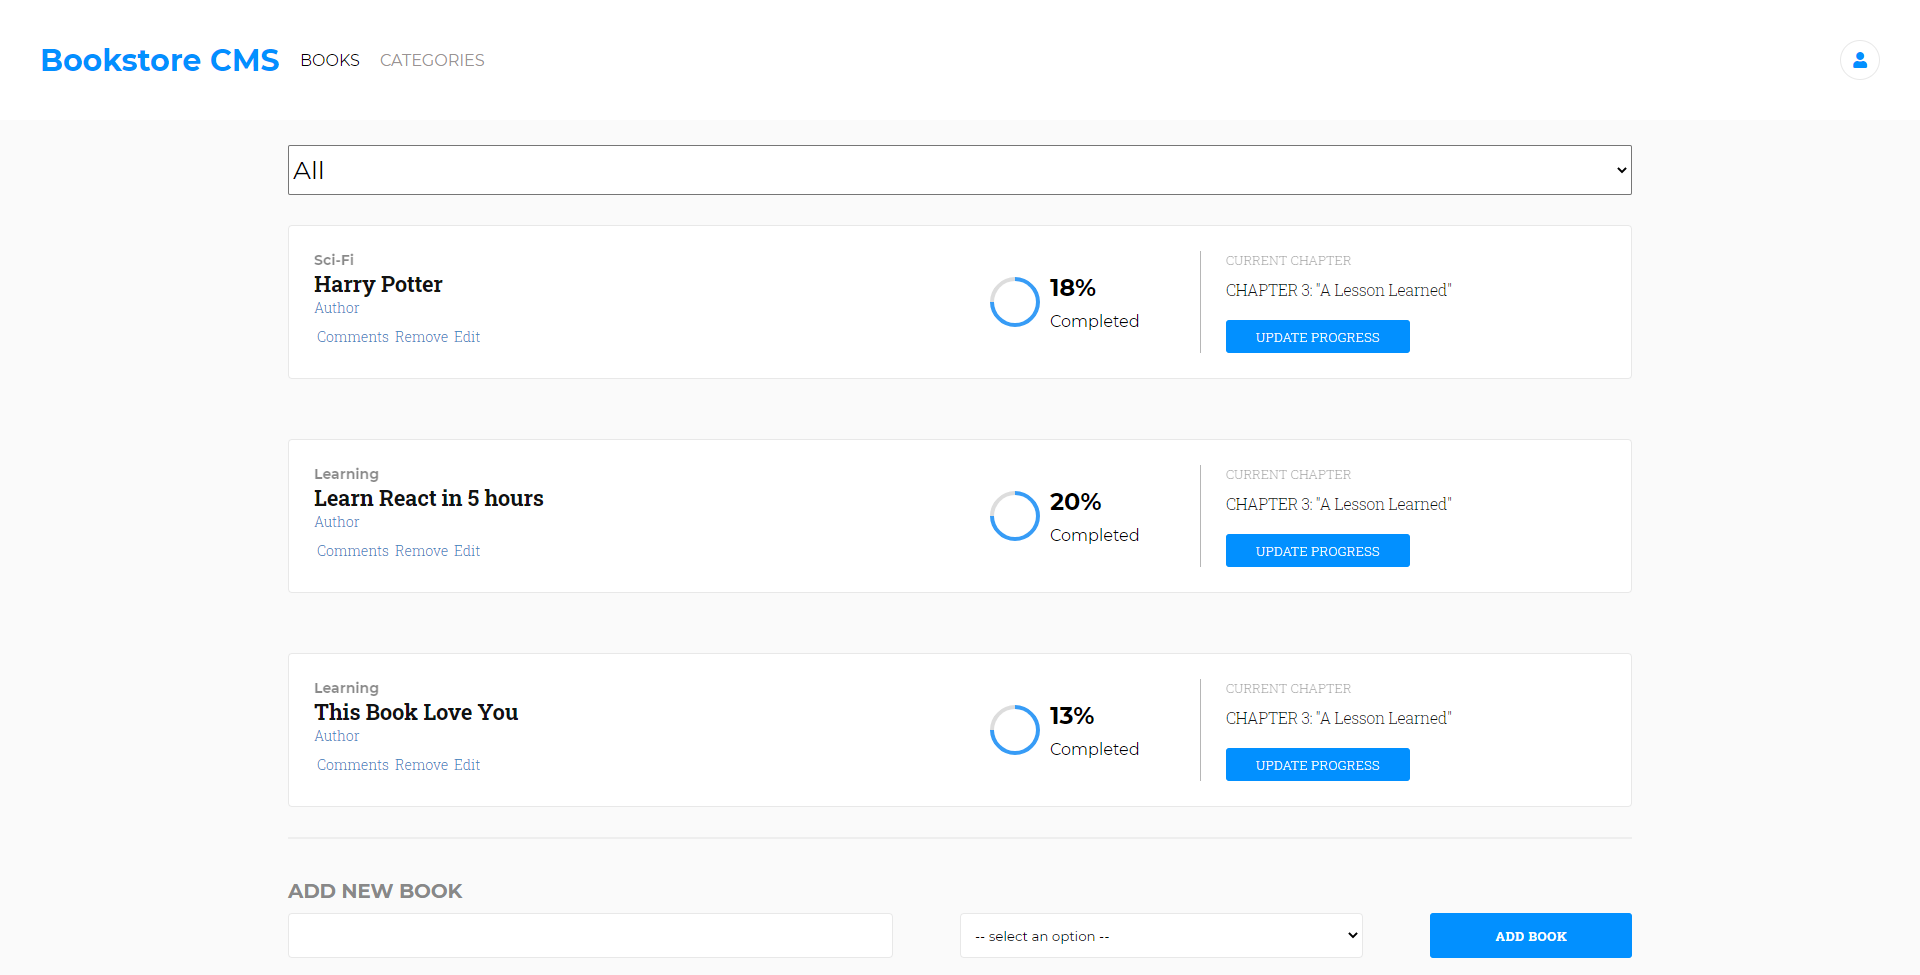 Bookstore CMS BOOKS CATEGORIES
All
Sci-Fi
Harry Potter
Author
Comments Remove Edit
18%
Completed
CURRENT CHAPTER
CHAPTER 3: "A Lesson Learned"
UPDATE PROGRESS
Learning
Learn React in 5 hours
Author
Comments Remove Edit
20%
Completed
CURRENT CHAPTER
CHAPTER 3: "A Lesson Learned"
UPDATE PROGRESS
Learning
This Book Love You
Author
Comments Remove Edit
13%
Completed
CURRENT CHAPTER
CHAPTER 3: "A Lesson Learned"
UPDATE PROGRESS
ADD NEW BOOK
-- select an option --
ADD BOOK